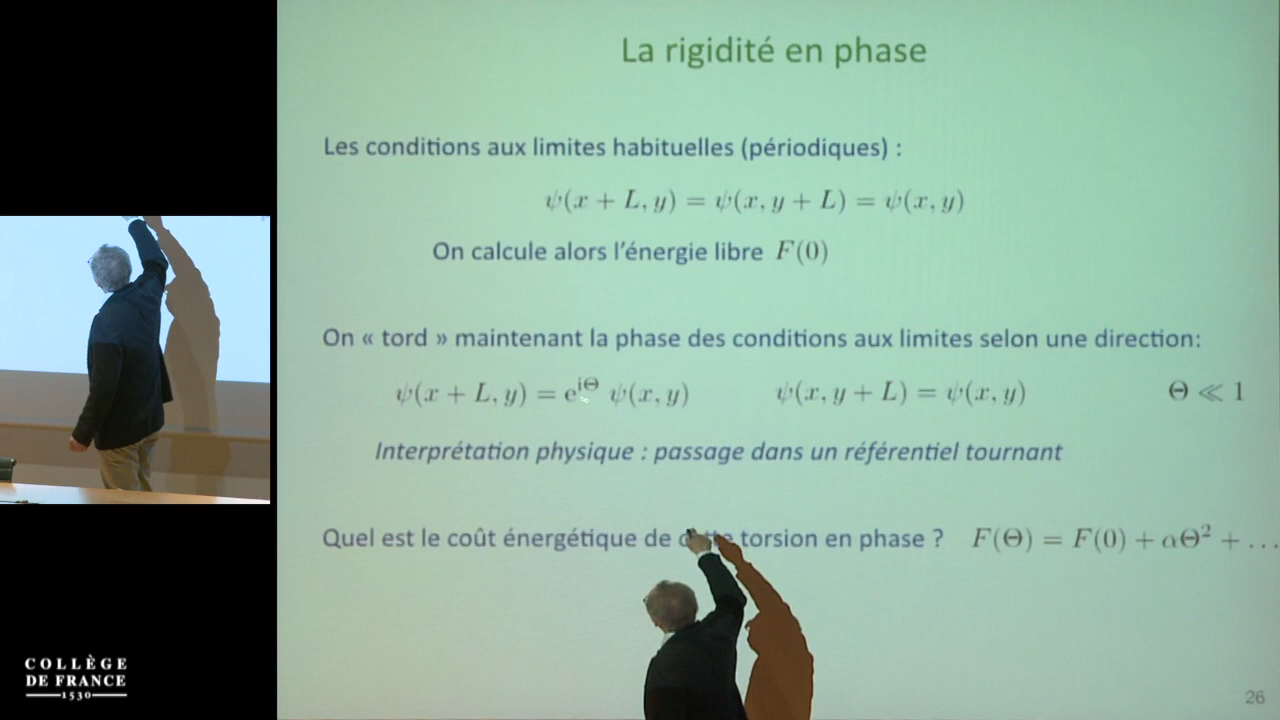 La rigidité en phase
Les conditions aux limites habituelles (périodiques) :
ψ(x + L, y) = ψ(x, y + L) = ψ(x, y)
On calcule alors l'énergie libre F(0)
On « tord » maintenant la phase des conditions aux limites selon une direction:
ψ(x + L, y) = e^{iΘ} ψ(x, y) ψ(x, y + L) = ψ(x, y) Θ ≪ 1
Interprétation physique : passage dans un référentiel tournant
Quel est le coût énergétique de torsion en phase ? F(Θ) = F(0) + αΘ² + ...
26
COLLÈGE
DE FRANCE
1530